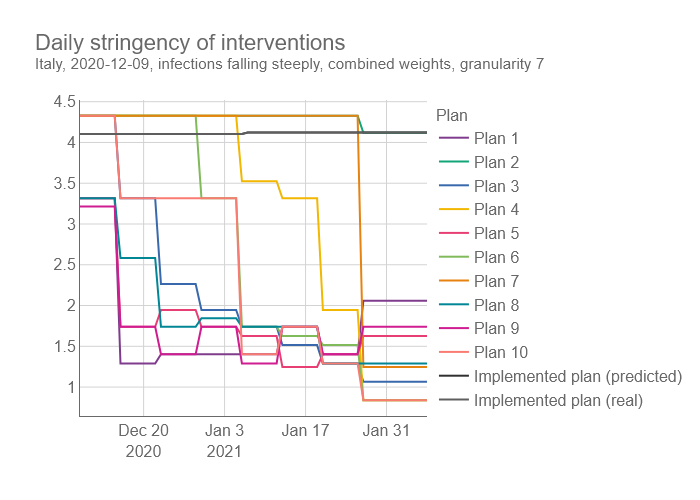 Daily stringency of interventions
Italy, 2020-12-09, infections falling steeply, combined weights, granularity 7
4.5
4
3.5
3
2.5
2
1.5
1
Dec 20
2020
Jan 3
2021
Jan 17
Jan 31
Plan
Plan 1
Plan 2
Plan 3
Plan 4
Plan 5
Plan 6
Plan 7
Plan 8
Plan 9
Plan 10
Implemented plan (predicted)
Implemented plan (real)